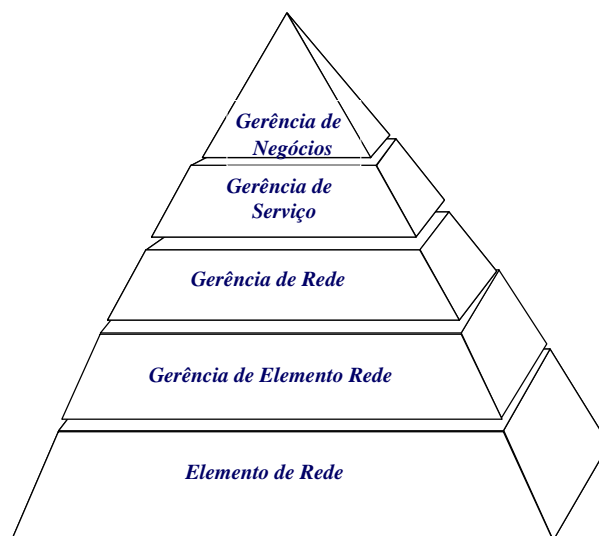 Gerência de
Negócios
Gerência de
Serviço
Gerência de Rede
Gerência de Elemento Rede
Elemento de Rede